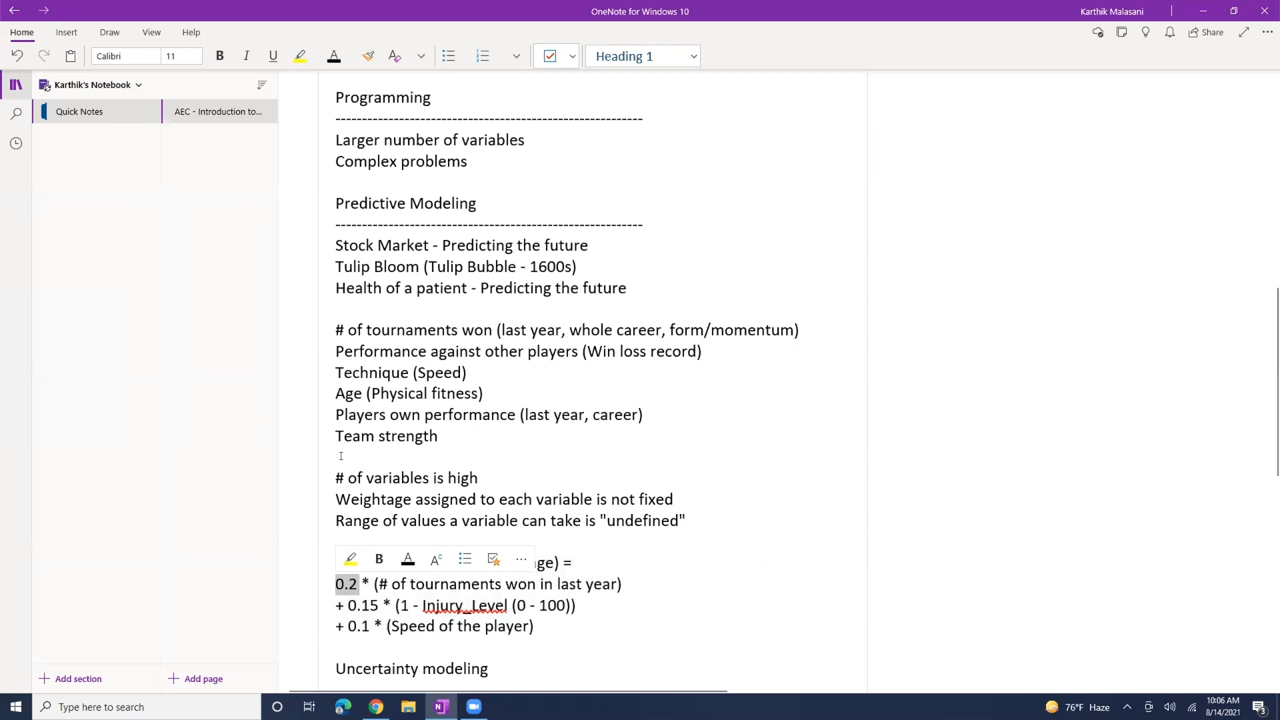 OneNote for Windows 10
Karthik Malasani
Home
Insert
Draw
View
Help
Share
Calibri
11
B
I
U
A
Heading 1
Karthik's Notebook
Quick Notes
AEC - Introduction to...
Programming
----------------------------------------------------------
Larger number of variables
Complex problems
Predictive Modeling
----------------------------------------------------------
Stock Market - Predicting the future
Tulip Bloom (Tulip Bubble - 1600s)
Health of a patient - Predicting the future
# of tournaments won (last year, whole career, form/momentum)
Performance against other players (Win loss record)
Technique (Speed)
Age (Physical fitness)
Players own performance (last year, career)
Team strength
# of variables is high
Weightage assigned to each variable is not fixed
Range of values a variable can take is "undefined"
B A A ge) =
0.2 * (# of tournaments won in last year)
+ 0.15 * (1 - Injury_Level (0 - 100))
+ 0.1 * (Speed of the player)
Uncertainty modeling
+ Add section
+ Add page
Type here to search
76°F Haze
10:06 AM
8/14/2021
3